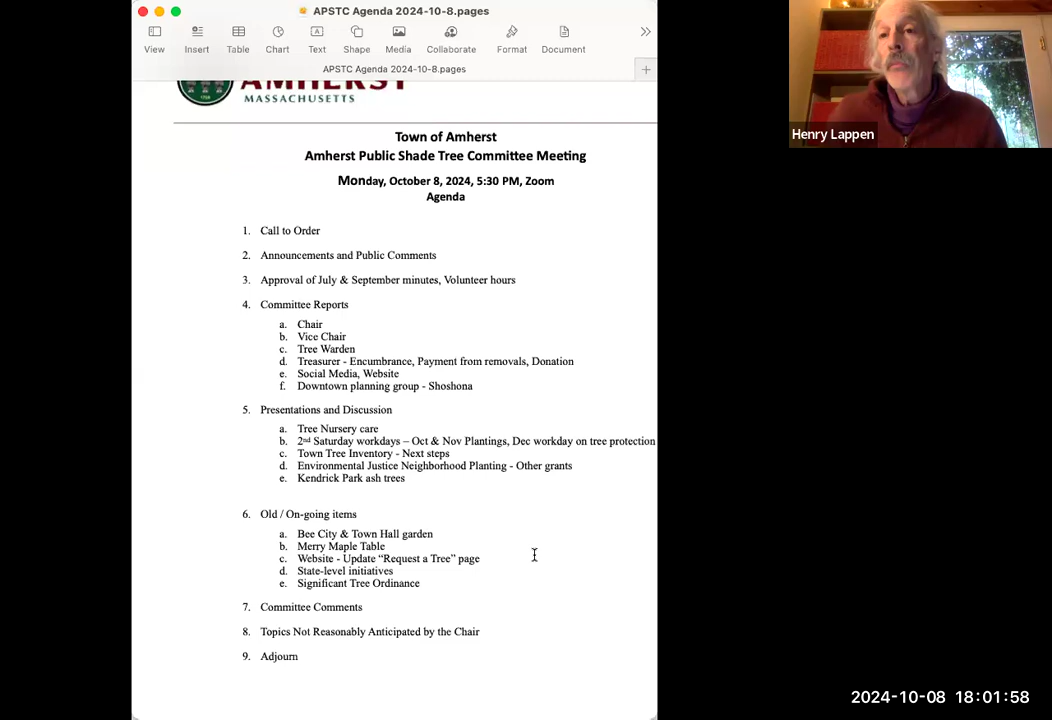 APSTC Agenda 2024-10-8.pages
View Insert Table Chart Text Shape Media Collaborate Format Document
APSTC Agenda 2024-10-8.pages
AMHERST
MASSACHUSETTS
Town of Amherst
Amherst Public Shade Tree Committee Meeting
Monday, October 8, 2024, 5:30 PM, Zoom
Agenda
1. Call to Order
2. Announcements and Public Comments
3. Approval of July & September minutes, Volunteer hours
4. Committee Reports
a. Chair
b. Vice Chair
c. Tree Warden
d. Treasurer - Encumbrance, Payment from removals, Donation
e. Social Media, Website
f. Downtown planning group - Shoshona
5. Presentations and Discussion
a. Tree Nursery care
b. 2nd Saturday workdays – Oct & Nov Plantings, Dec workday on tree protection
c. Town Tree Inventory - Next steps
d. Environmental Justice Neighborhood Planting - Other grants
e. Kendrick Park ash trees
6. Old / On-going items
a. Bee City & Town Hall garden
b. Merry Maple Table
c. Website - Update “Request a Tree” page
d. State-level initiatives
e. Significant Tree Ordinance
7. Committee Comments
8. Topics Not Reasonably Anticipated by the Chair
9. Adjourn
Henry Lappen
2024-10-08 18:01:58